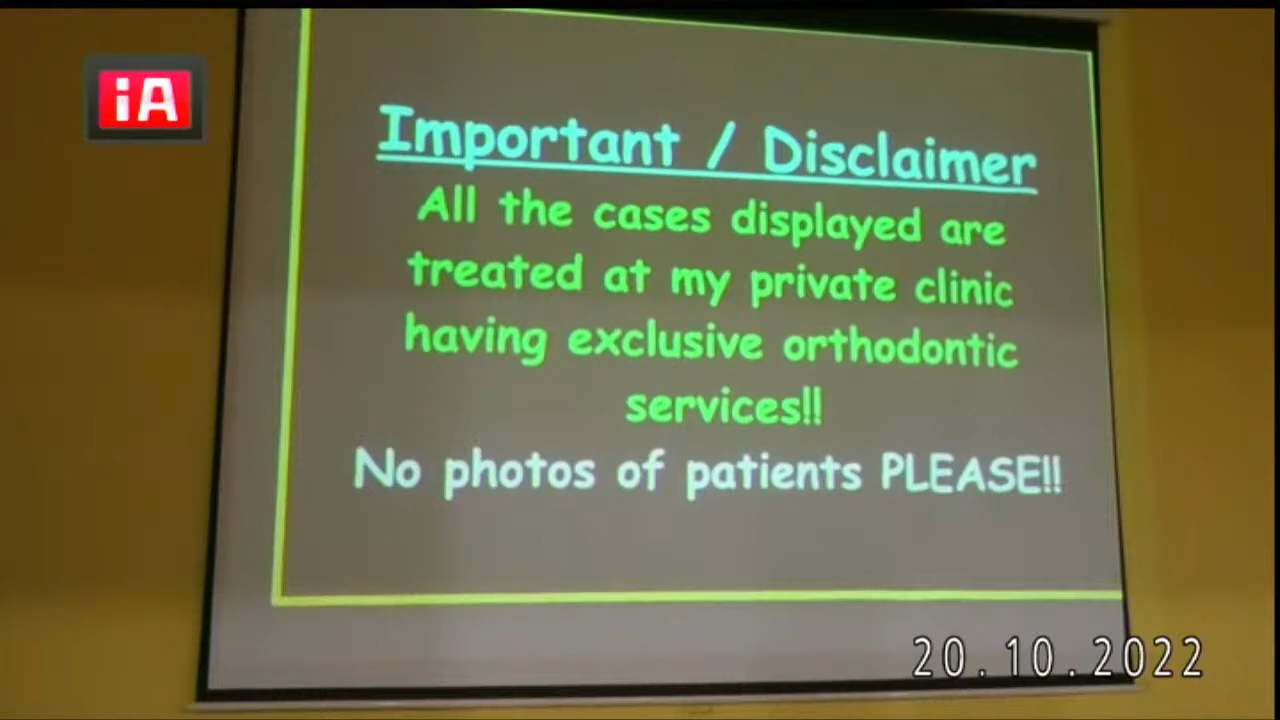 iA
Important / Disclaimer
All the cases displayed are
treated at my private clinic
having exclusive orthodontic
services!!
No photos of patients PLEASE!!
20.10.2022